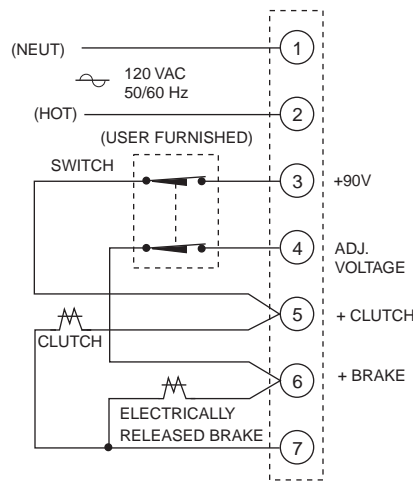 (NEUT)
1
120 VAC
50/60 Hz
(HOT)
2
(USER FURNISHED)
SWITCH
3
+90V
4
ADJ.
VOLTAGE
5
+ CLUTCH
CLUTCH
6
+ BRAKE
ELECTRICALLY
RELEASED BRAKE
7